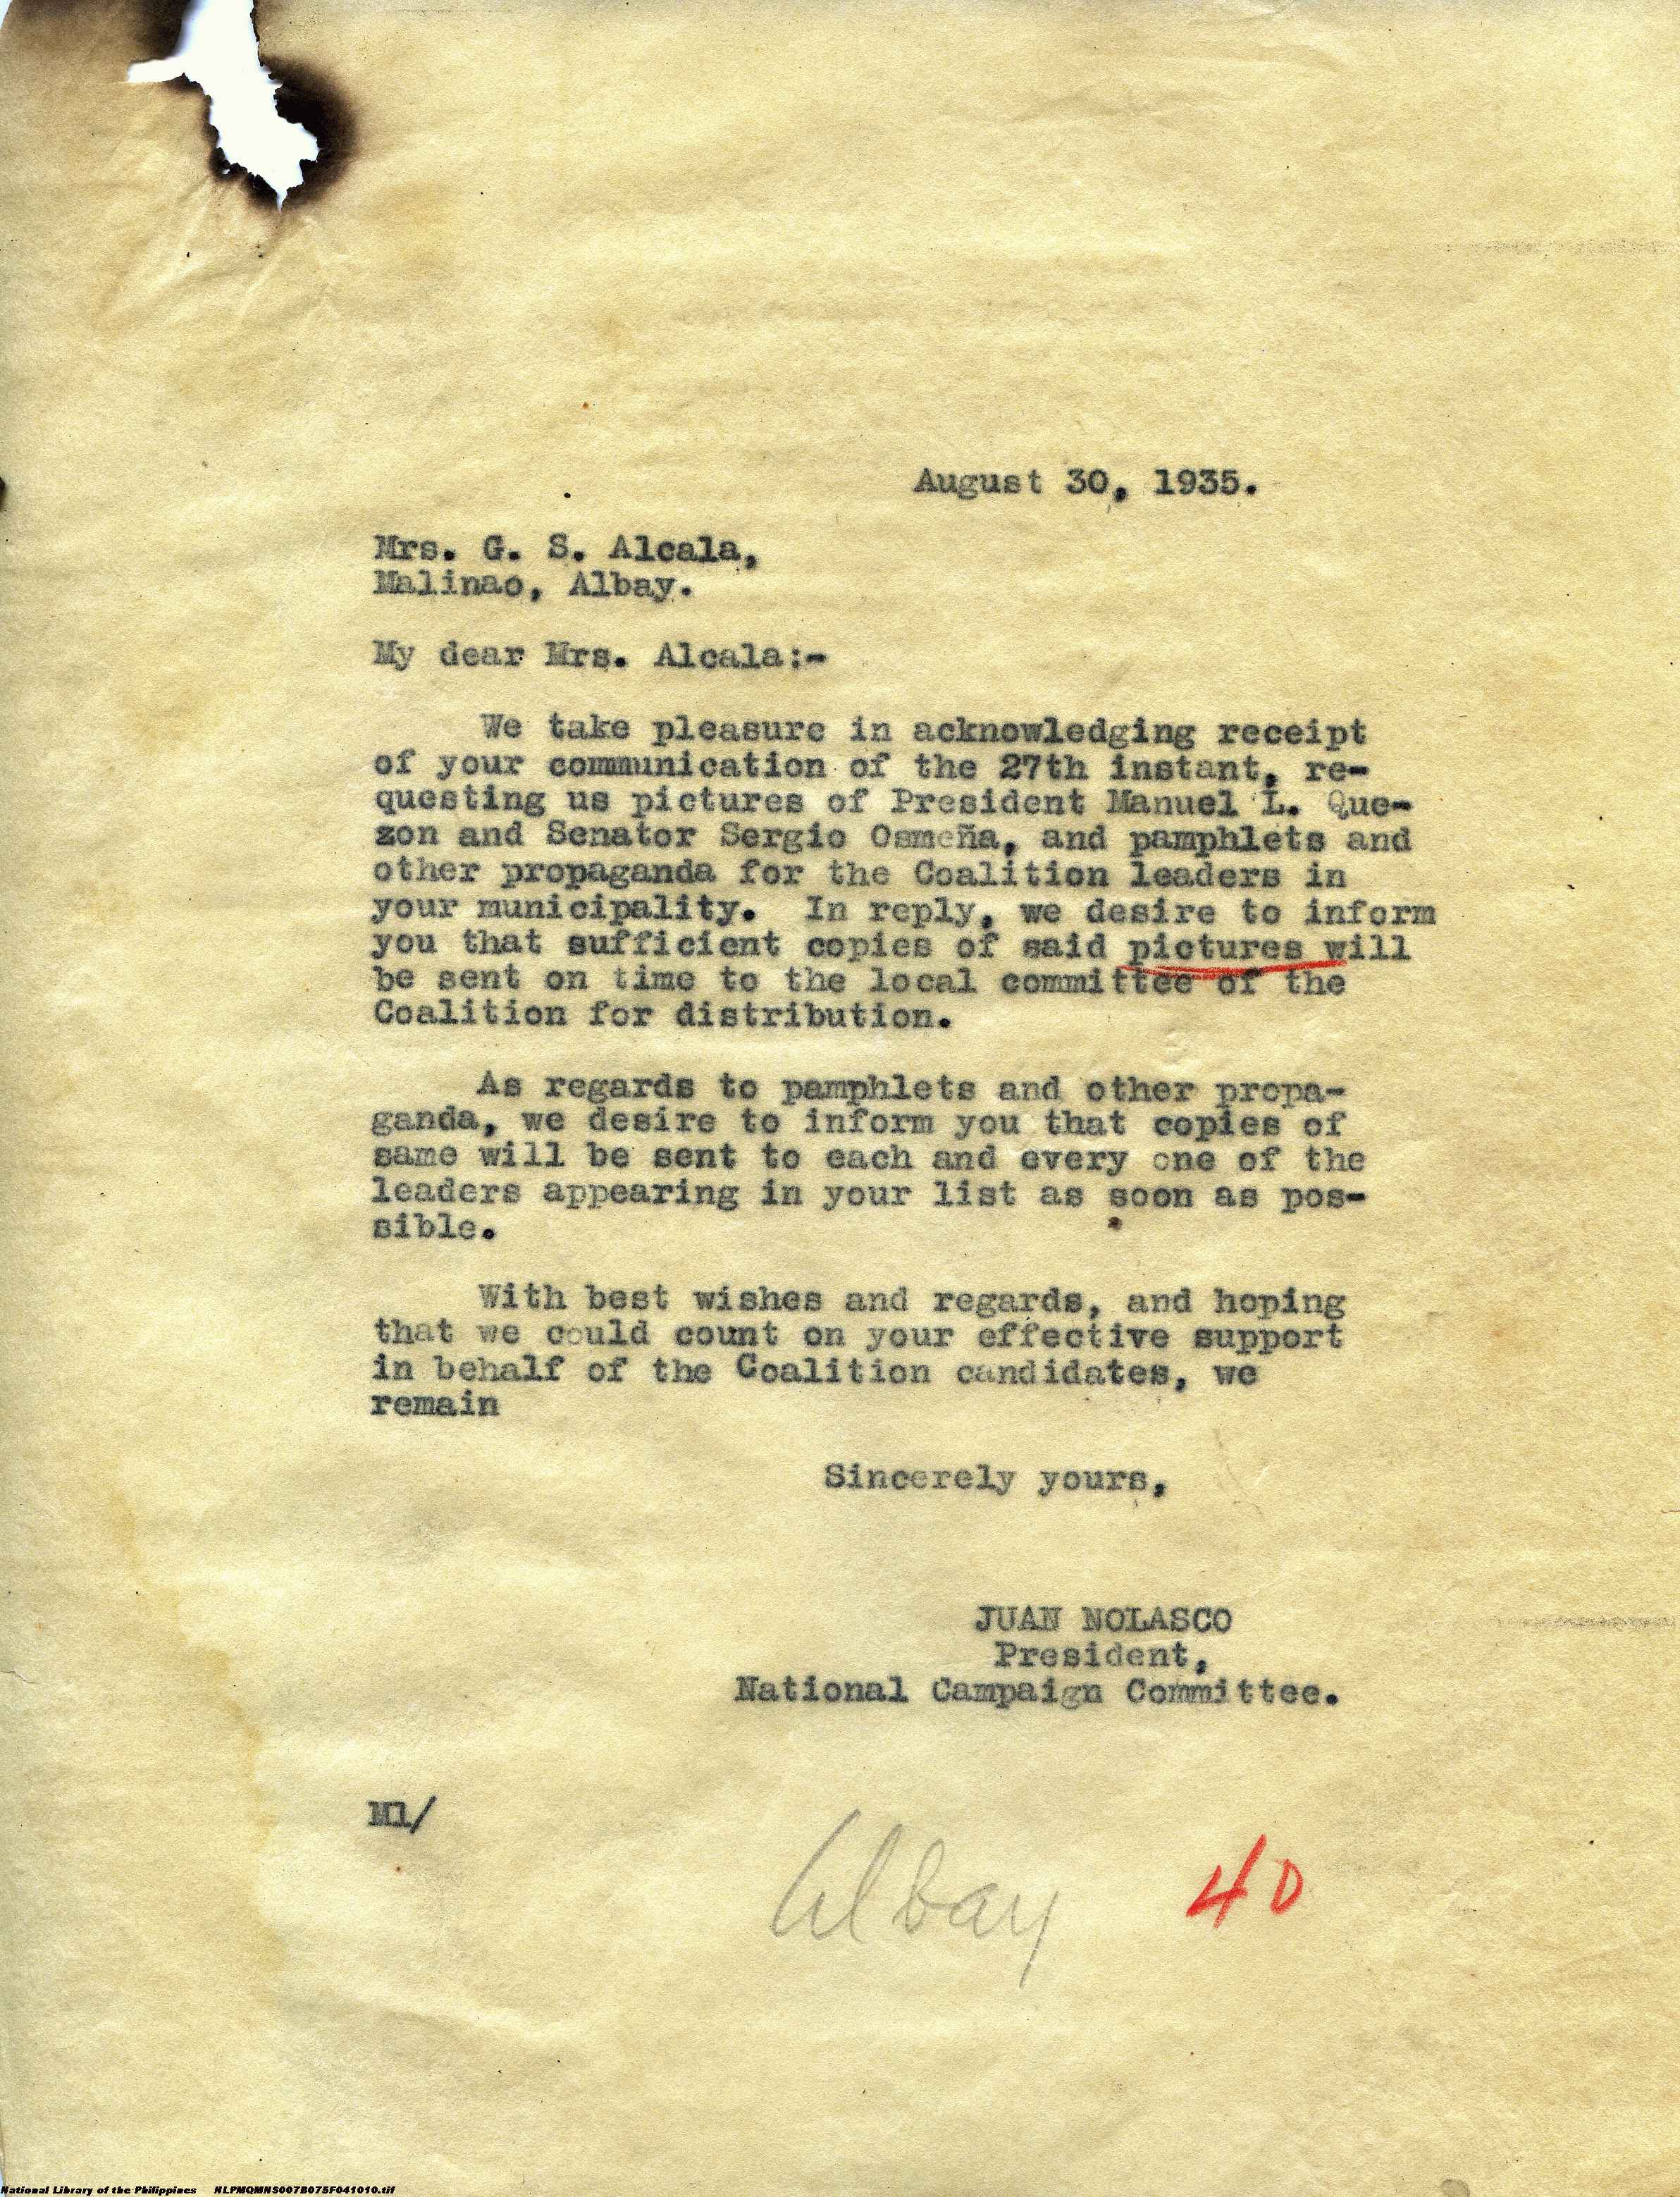 August 30, 1935.
Mrs. G. S. Alcala,
Malinao, Albay.
My dear Mrs. Alcala:-
We take pleasure in acknowledging receipt
of your communication of the 27th instant, re-
questing us pictures of President Manuel L. Que-
zon and Senator Sergio Osmeña, and pamphlets and
other propaganda for the Coalition leaders in
your municipality. In reply, we desire to inform
you that sufficient copies of said pictures will
be sent on time to the local committee of the
Coalition for distribution.
As regards to pamphlets and other propa-
ganda, we desire to inform you that copies of
same will be sent to each and every one of the
leaders appearing in your list as soon as pos-
sible.
With best wishes and regards, and hoping
that we could count on your effective support
in behalf of the Coalition candidates, we
remain
Sincerely yours,
JUAN NOLASCO
President,
National Campaign Committee.
Ml/
Albay
40
National Library of the Philippines NLPMQMNS007B075F041010.tif